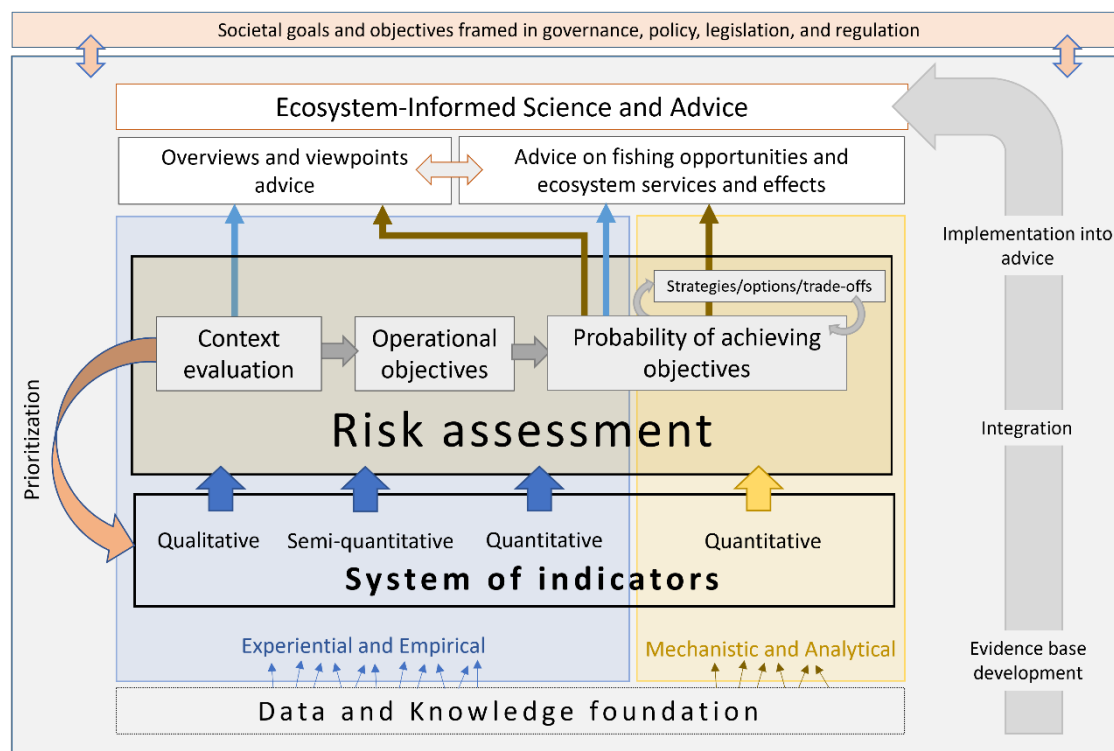 Societal goals and objectives framed in governance, policy, legislation, and regulation
Ecosystem-Informed Science and Advice
Overviews and viewpoints
advice
Advice on fishing opportunities and
ecosystem services and effects
Implementation into
advice
Strategies/options/trade-offs
Context
evaluation
Operational
objectives
Probability of achieving
objectives
Risk assessment
Prioritization
Integration
Qualitative
Semi-quantitative
Quantitative
Quantitative
System of indicators
Experiential and Empirical
Mechanistic and Analytical
Evidence base
development
Data and Knowledge foundation